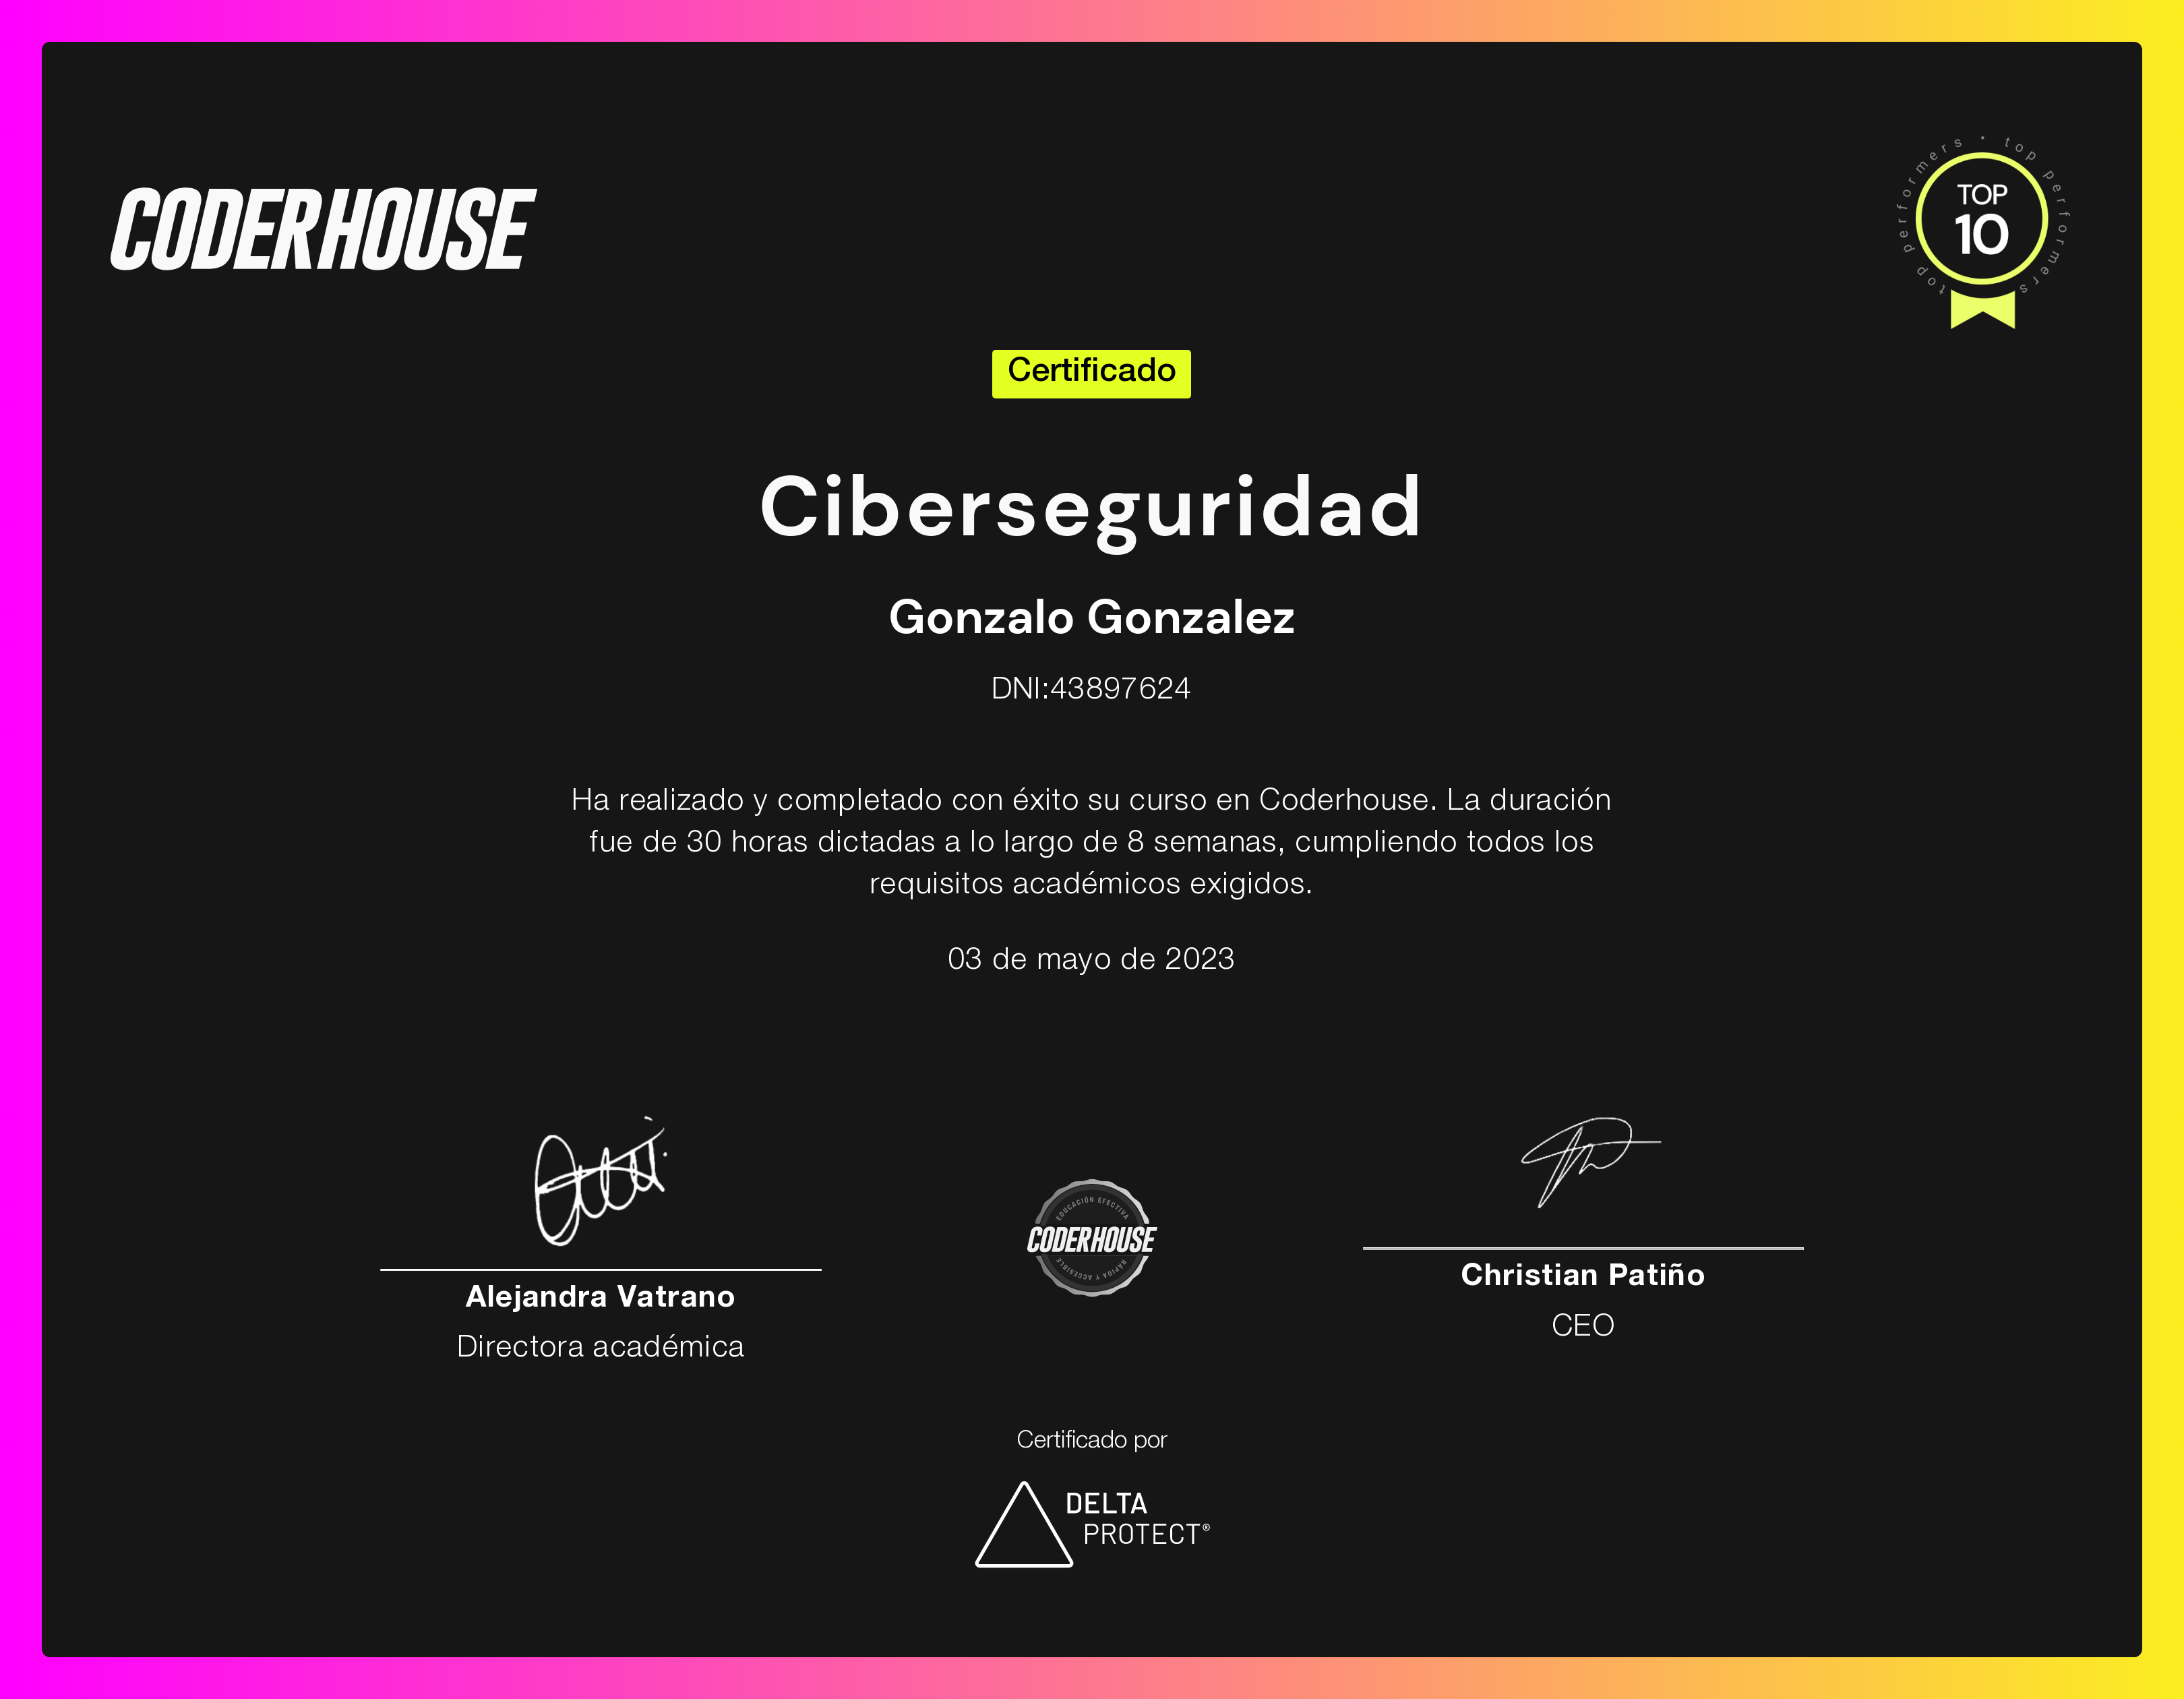 CODERHOUSE
top performers • top performers
TOP
10
Certificado
Ciberseguridad
Gonzalo Gonzalez
DNI:43897624
Ha realizado y completado con éxito su curso en Coderhouse. La duración
fue de 30 horas dictadas a lo largo de 8 semanas, cumpliendo todos los
requisitos académicos exigidos.
03 de mayo de 2023
Alejandra Vatrano
Directora académica
EDUCACIÓN EFECTIVA
CODERHOUSE
RÁPIDA Y ACCESIBLE
Christian Patiño
CEO
Certificado por
DELTA
PROTECT®